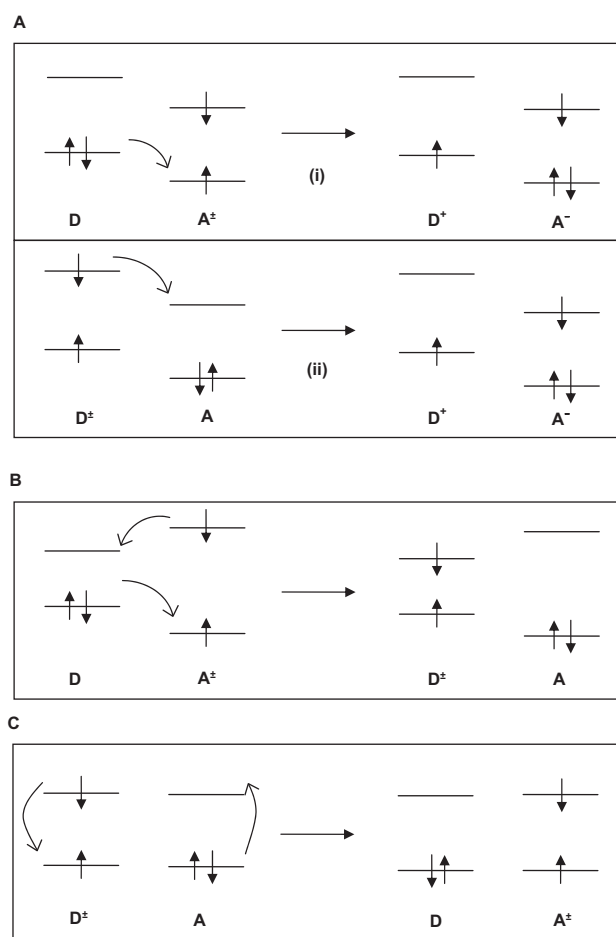 A
(i)
D A± D⁺ A⁻
(ii)
D± A D⁺ A⁻
B
D A± D± A
C
D± A D A±